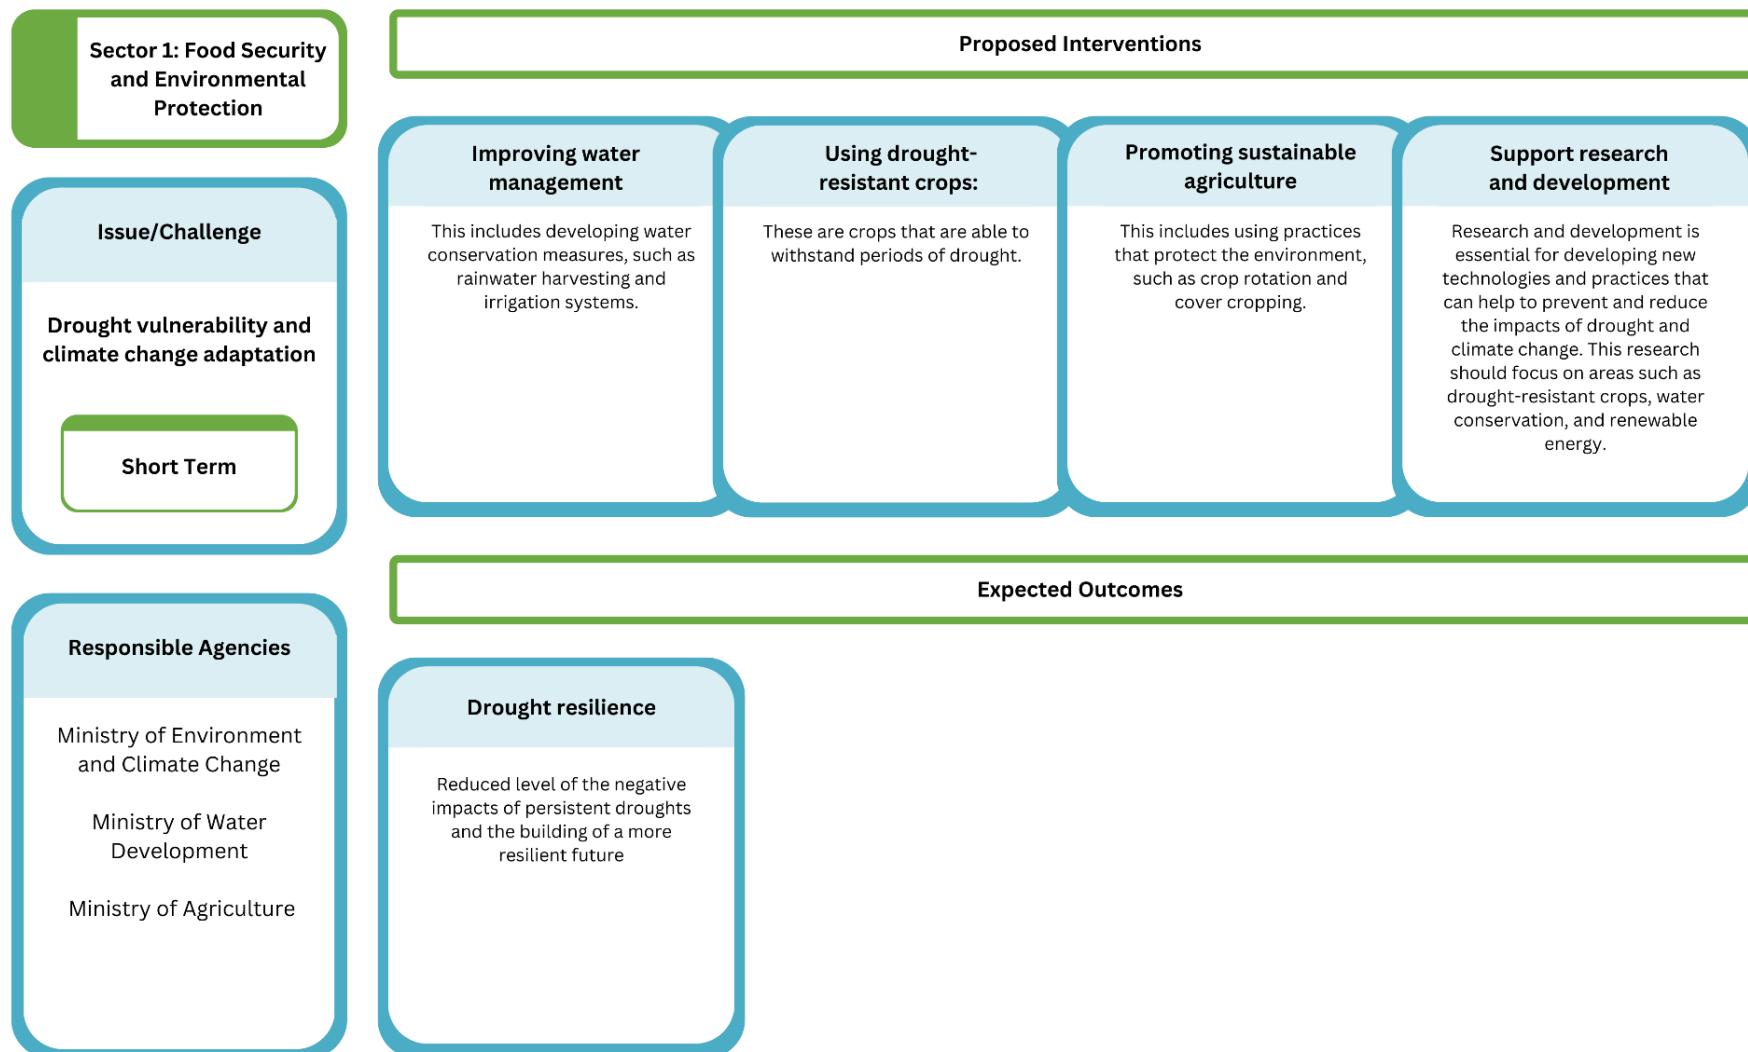 Sector 1: Food Security
and Environmental
Protection
Issue/Challenge
Drought vulnerability and
climate change adaptation
Short Term
Responsible Agencies
Ministry of Environment
and Climate Change
Ministry of Water
Development
Ministry of Agriculture
Proposed Interventions
Improving water
management
This includes developing water
conservation measures, such as
rainwater harvesting and
irrigation systems.
Using drought-
resistant crops:
These are crops that are able to
withstand periods of drought.
Promoting sustainable
agriculture
This includes using practices
that protect the environment,
such as crop rotation and
cover cropping.
Support research
and development
Research and development is
essential for developing new
technologies and practices that
can help to prevent and reduce
the impacts of drought and
climate change. This research
should focus on areas such as
drought-resistant crops, water
conservation, and renewable
energy.
Expected Outcomes
Drought resilience
Reduced level of the negative
impacts of persistent droughts
and the building of a more
resilient future